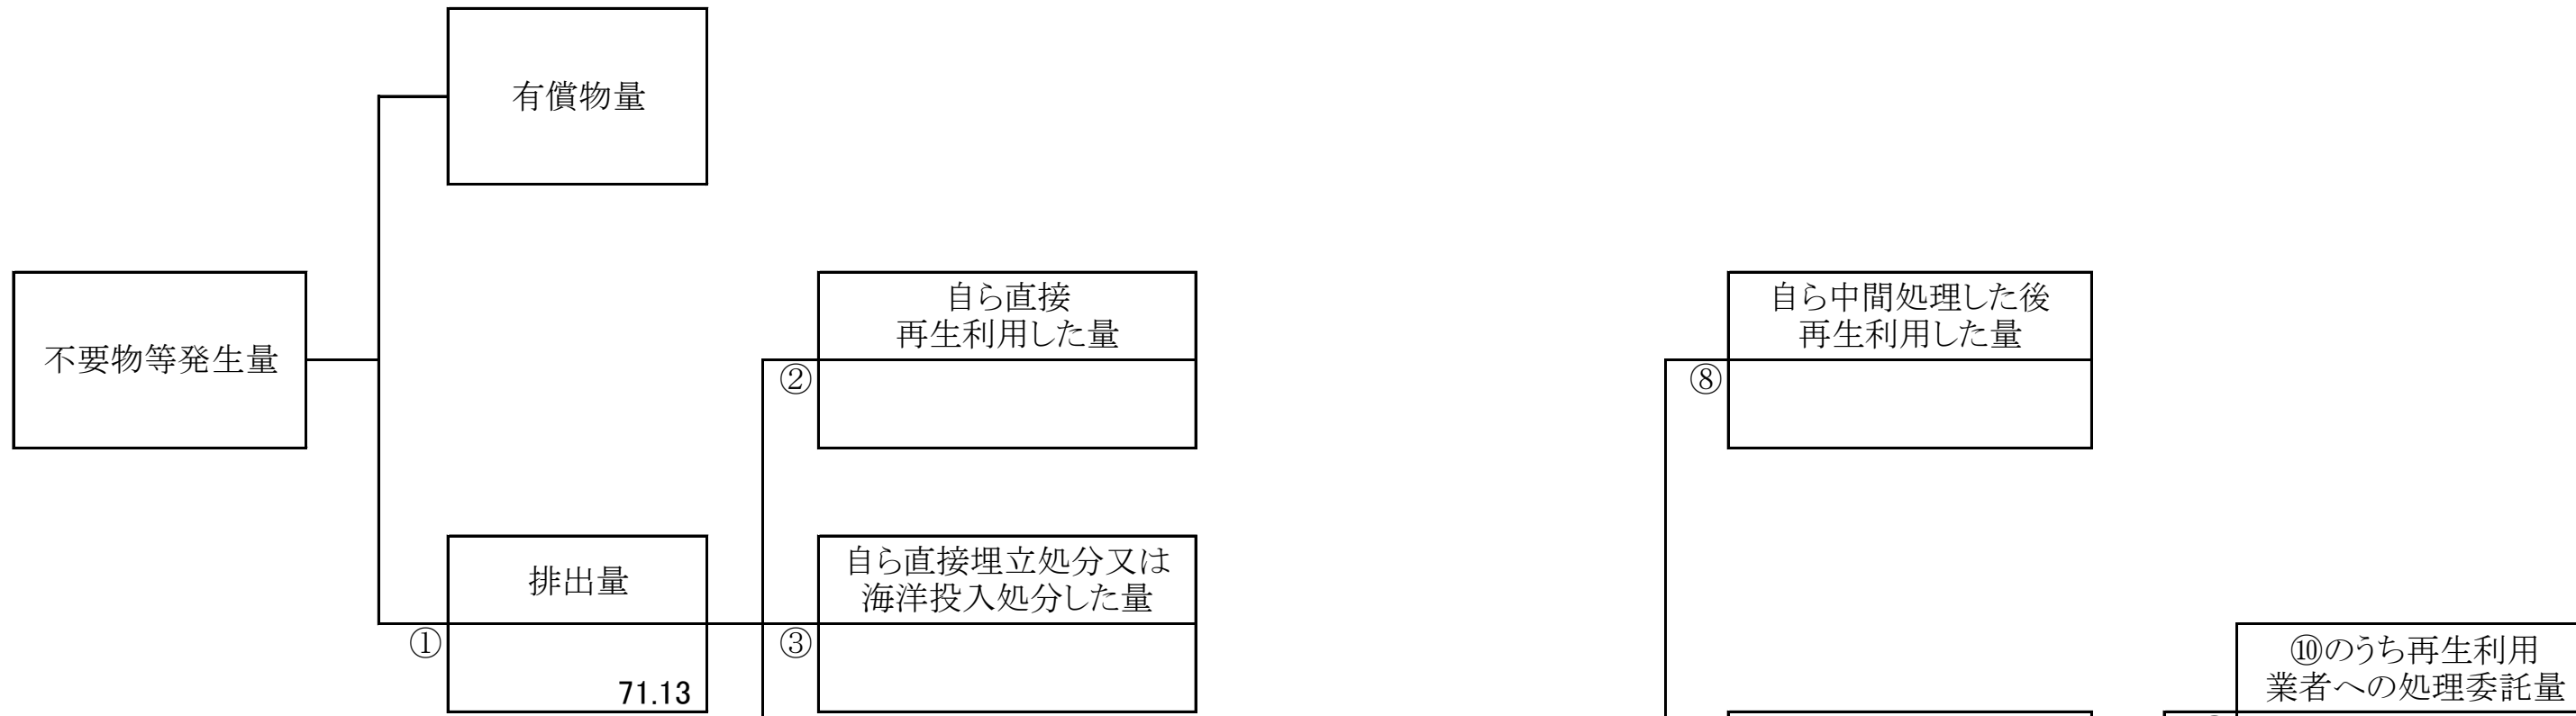 有償物量
不要物等発生量
自ら直接
再生利用した量
②
自ら中間処理した後
再生利用した量
⑧
排出量
①
71.13
自ら直接埋立処分又は
海洋投入処分した量
③
⑩のうち再生利用
業者への処理委託量